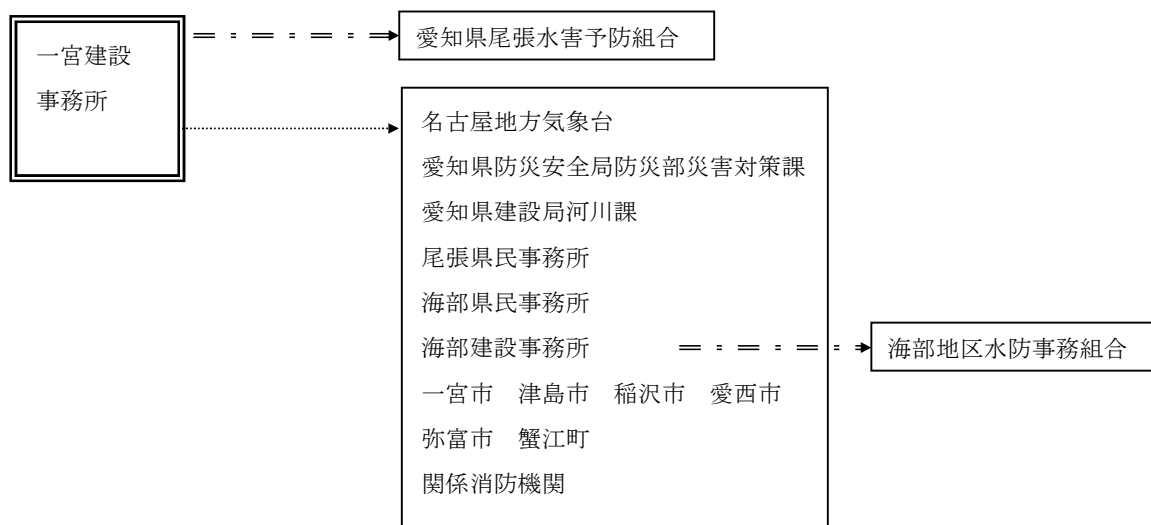 一宮建設
事務所
愛知県尾張水害予防組合
名古屋地方気象台
愛知県防災安全局防災部災害対策課
愛知県建設局河川課
尾張県民事務所
海部県民事務所
海部建設事務所
海部地区水防事務組合
一宮市　津島市　稲沢市　愛西市
弥富市　蟹江町
関係消防機関